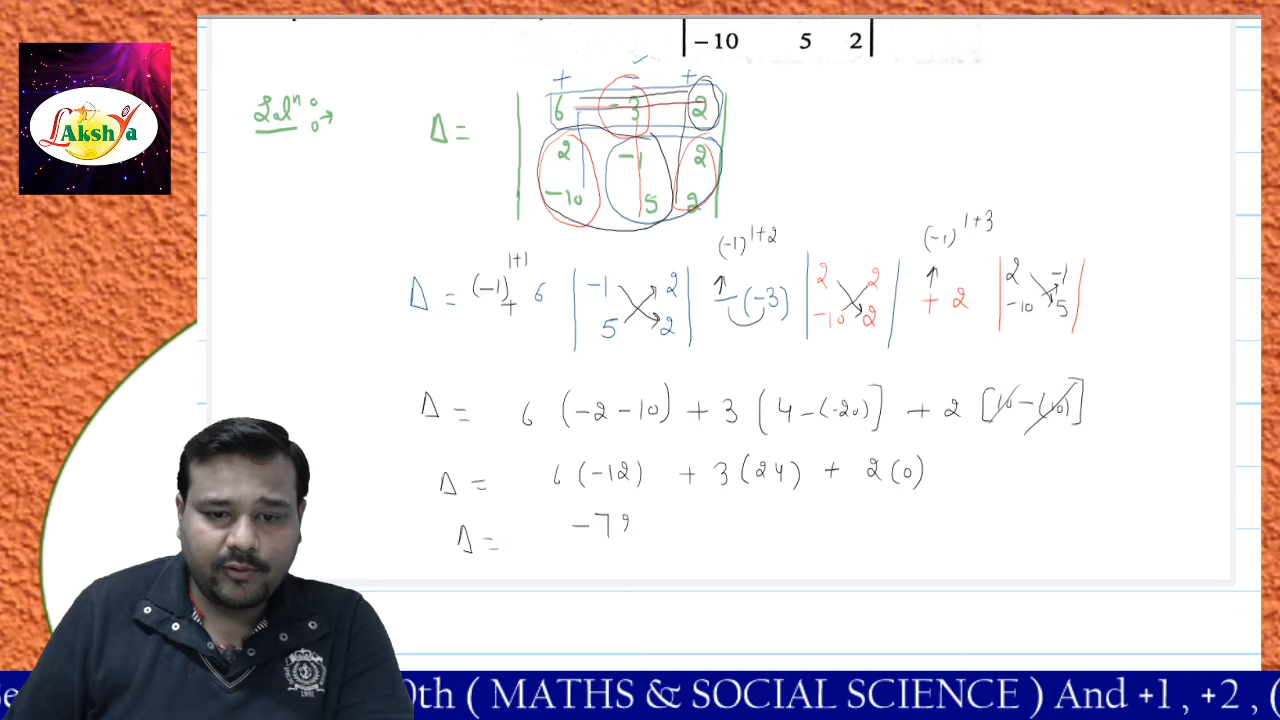 -10 5 2
LAkshya
+ - +
Solⁿ :→
Δ = | 6 -3 2 |
| 2 -1 2 |
| -10 5 2 |
(-1)^{1+1} (-1)^{1+2} (-1)^{1+3}
Δ = + 6 | -1 2 | - (-3) | 2 2 | + 2 | 2 -1 |
| 5 2 | | -10 2 | | -10 5 |
Δ = 6 (-2 -10) + 3 [4 -(-20)] + 2 [10 - (10)]
Δ = 6 (-12) + 3 (24) + 2 (0)
Δ = -72
0th ( MATHS & SOCIAL SCIENCE ) And +1 , +2 , (